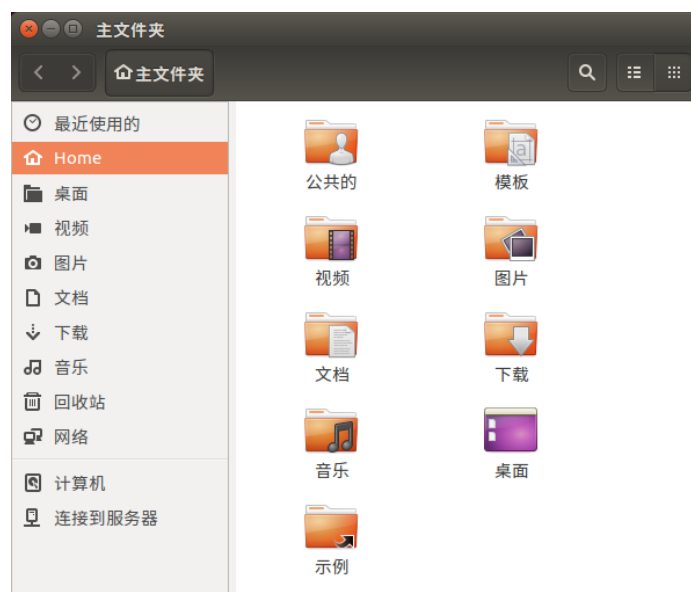 主文件夹
主文件夹
最近使用的
Home
桌面
视频
图片
文档
下载
音乐
回收站
网络
计算机
连接到服务器
公共的
模板
视频
图片
文档
下载
音乐
桌面
示例